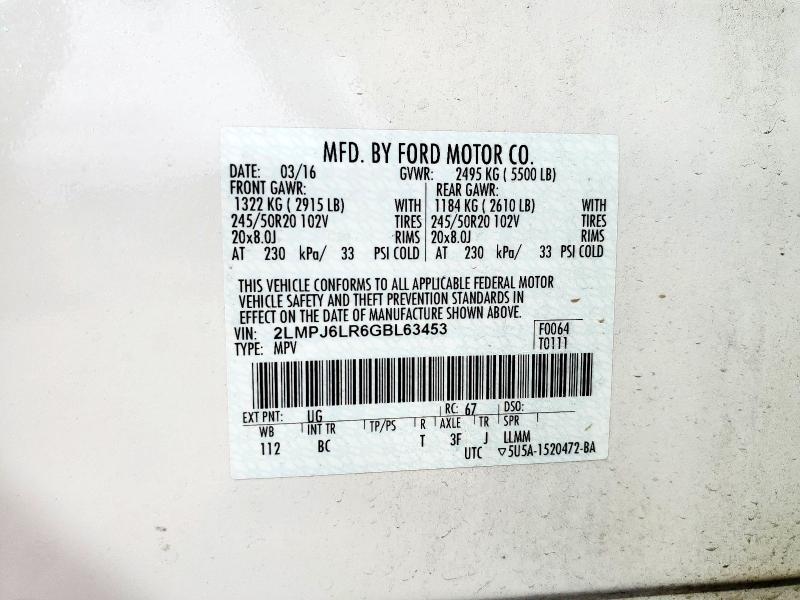 MFD. BY FORD MOTOR CO.
DATE: 03/16 GVWR: 2495 KG ( 5500 LB)
FRONT GAWR: REAR GAWR:
1322 KG ( 2915 LB) WITH 1184 KG ( 2610 LB) WITH
245/50R20 102V TIRES 245/50R20 102V TIRES
20x8.0J RIMS 20x8.0J RIMS
AT 230 kPa/ 33 PSI COLD AT 230 kPa/ 33 PSI COLD
THIS VEHICLE CONFORMS TO ALL APPLICABLE FEDERAL MOTOR
VEHICLE SAFETY AND THEFT PREVENTION STANDARDS IN
EFFECT ON THE DATE OF MANUFACTURE SHOWN ABOVE.
VIN: 2LMPJ6LR6GBL63453 F0064
TYPE: MPV T0111
EXT PNT: UG RC: 67 DSO:
WB INT TR TP/PS R AXLE TR SPR
112 BC T 3F J LLMM
UTC ▽5U5A-1520472-BA